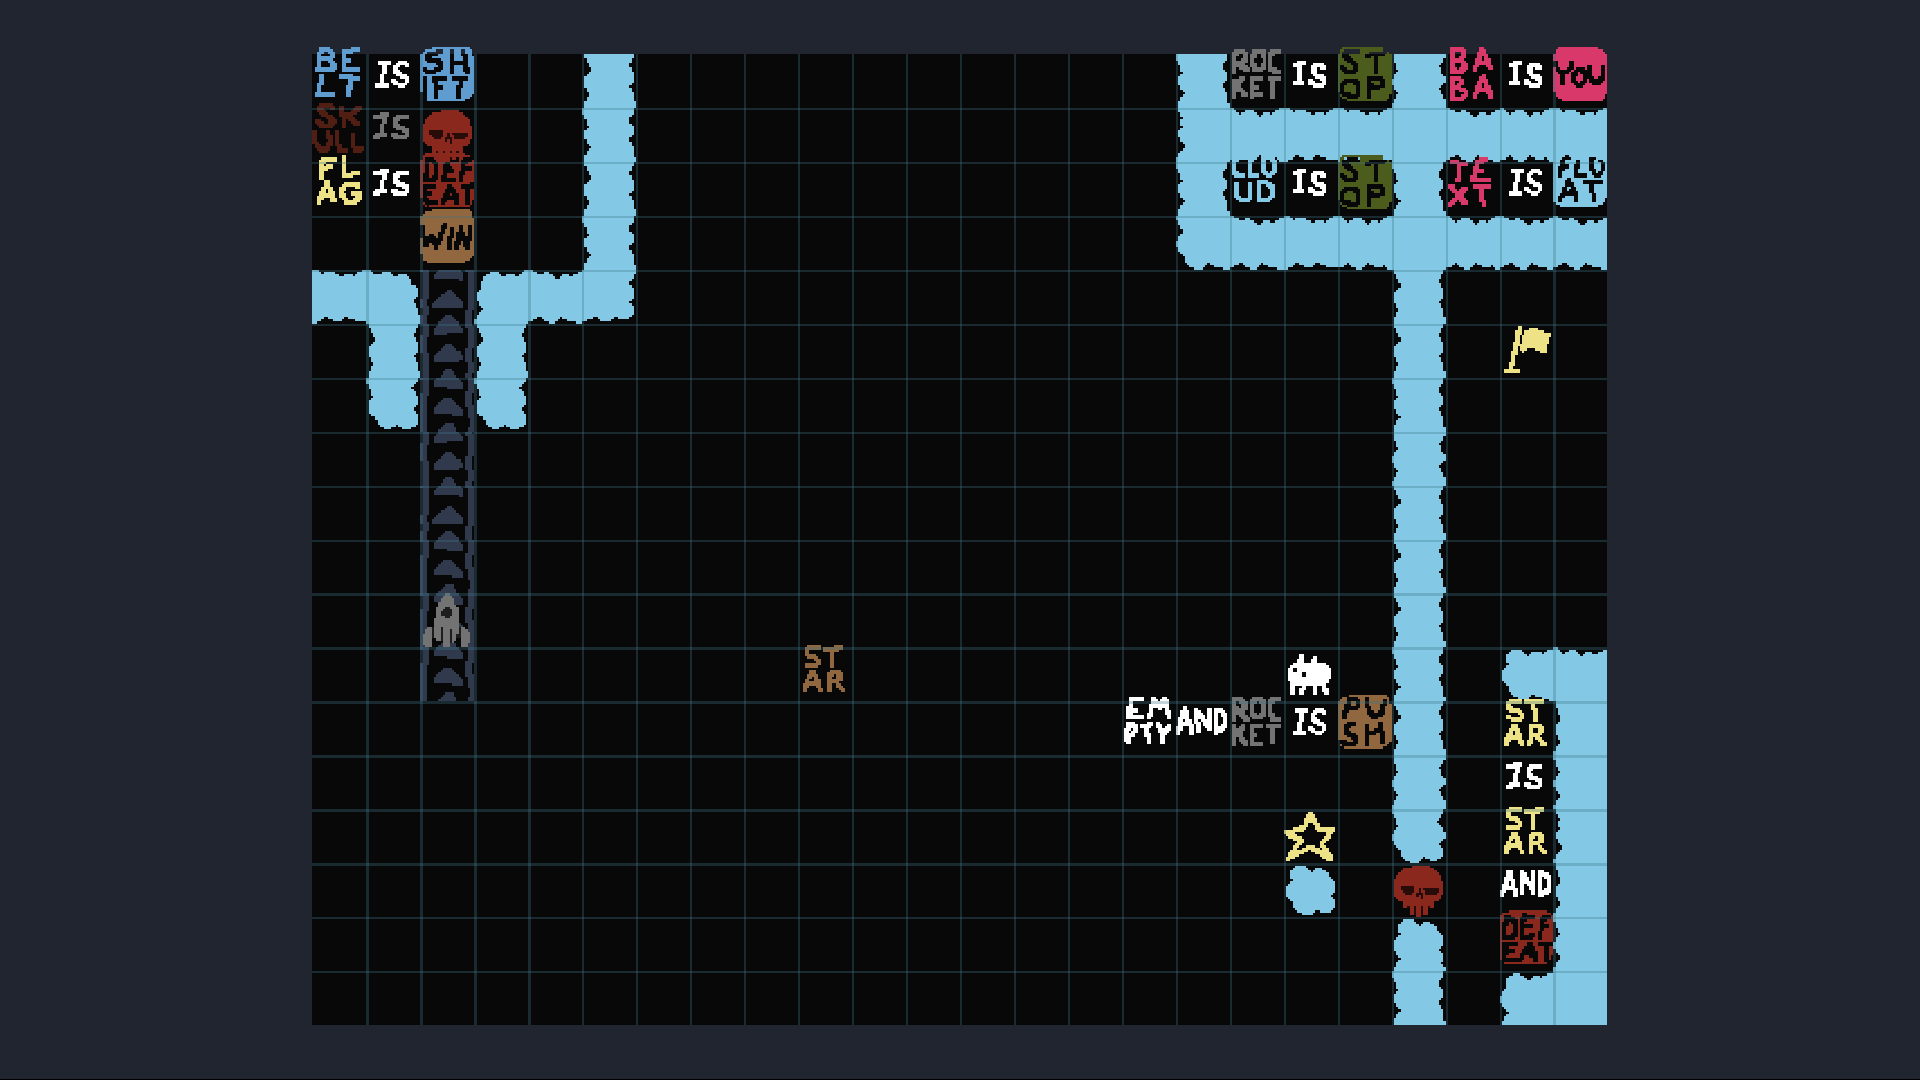 BELT IS SHFT
ROCKET IS STOP
BABA IS YOU
SKULL IS
FLAG IS DEFEAT
CLOUD IS STOP
TEXT IS FLOAT
WIN
STAR
EMPTY AND ROCKET IS PUSH
STAR
IS
STAR
AND
DEFEAT